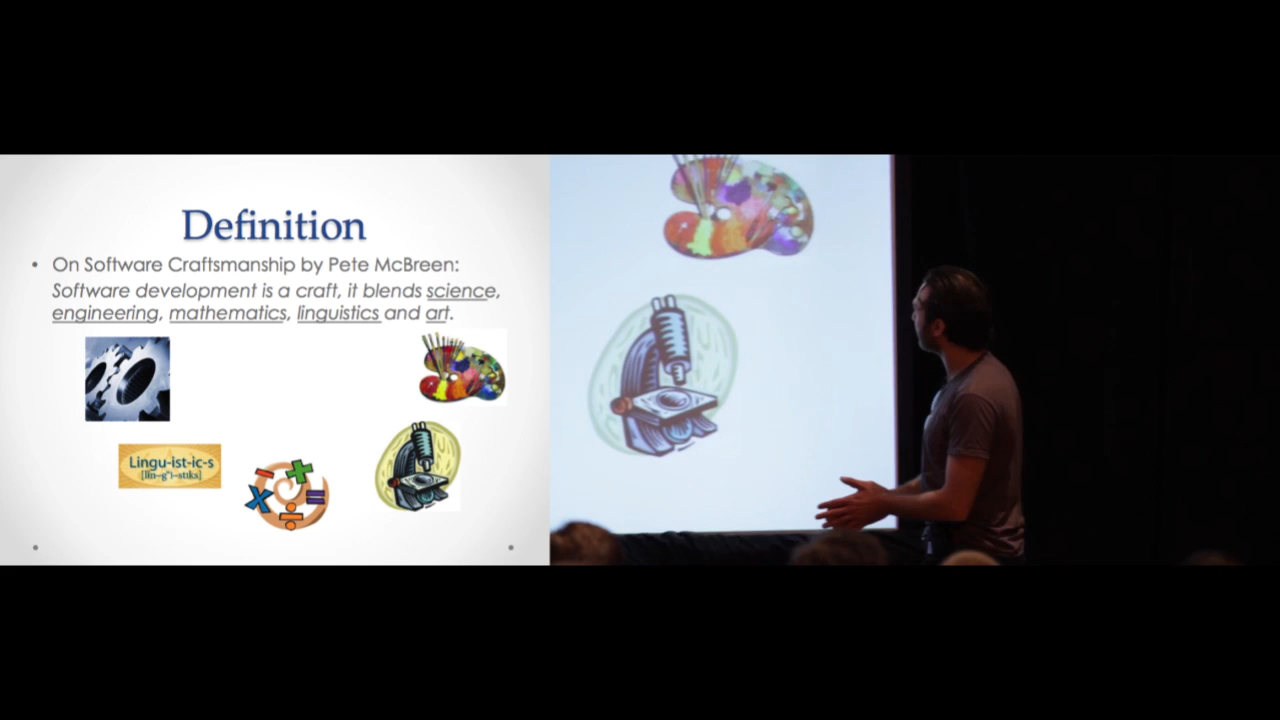 Definition
• On Software Craftsmanship by Pete McBreen:
Software development is a craft, it blends science,
engineering, mathematics, linguistics and art.
Lingu-ist-ic-s